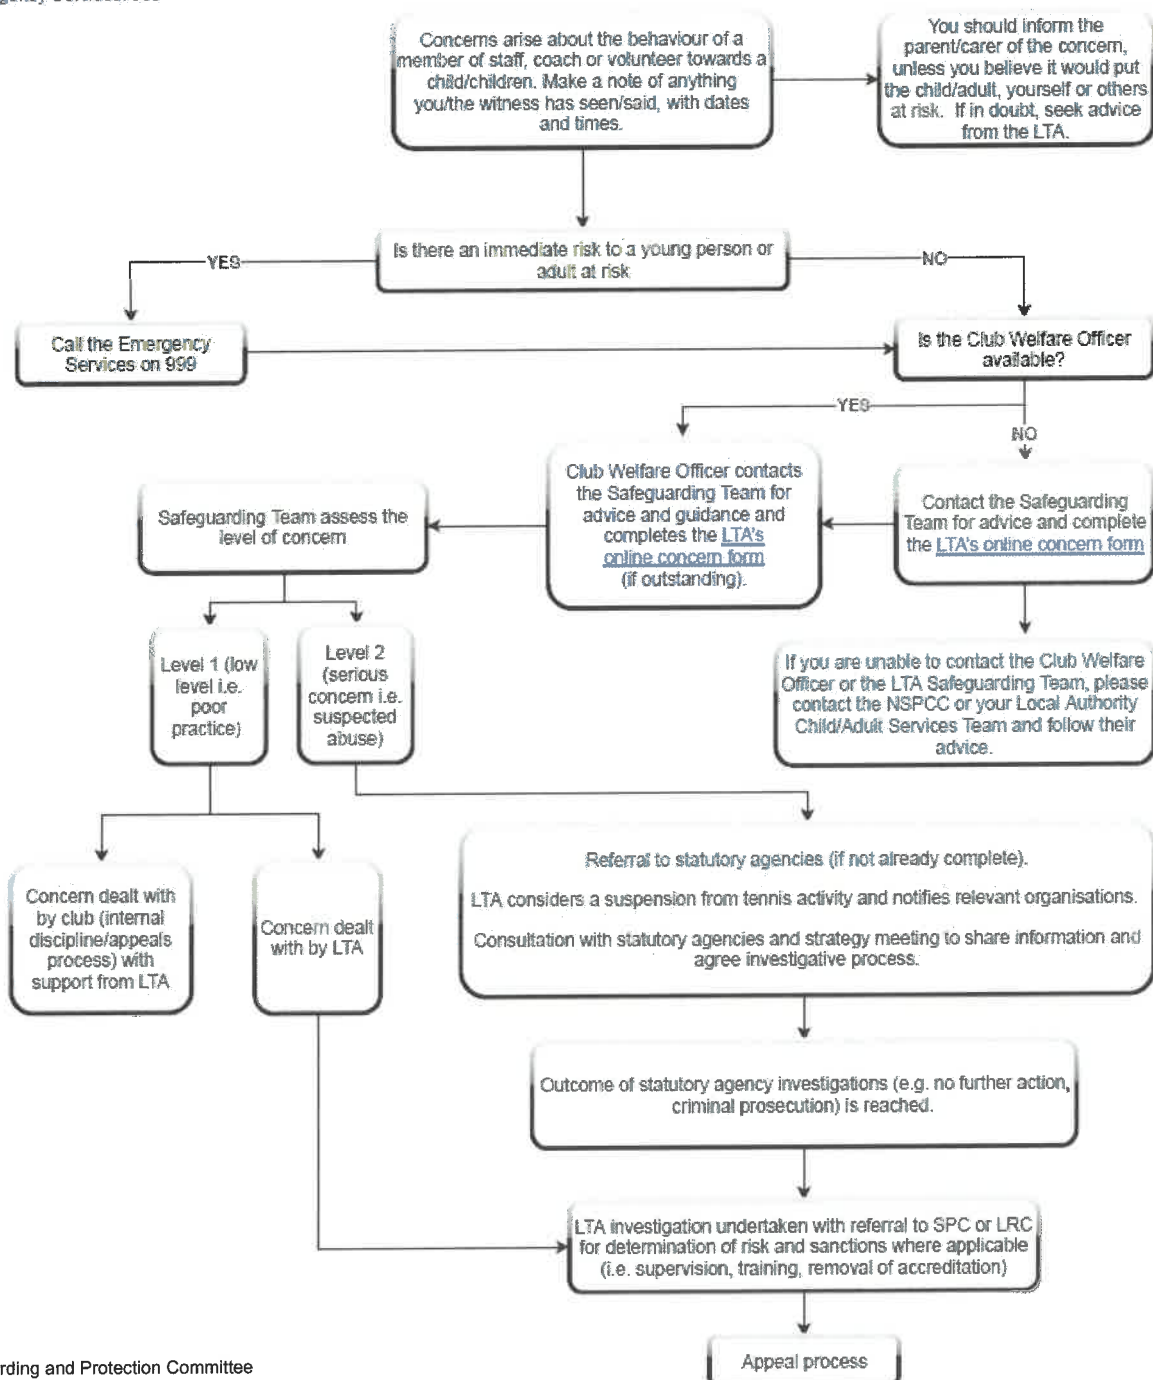 Concerns arise about the behaviour of a
member of staff, coach or volunteer towards a
child/children. Make a note of anything
you/the witness has seen/said, with dates
and times.
You should inform the
parent/carer of the concern,
unless you believe it would put
the child/adult, yourself or others
at risk. If in doubt, seek advice
from the LTA.
Is there an immediate risk to a young person or
adult at risk
YES
NO
Call the Emergency
Services on 999
Is the Club Welfare Officer
available?
YES
NO
Club Welfare Officer contacts
the Safeguarding Team for
advice and guidance and
completes the LTA's
online concern form
(if outstanding).
Contact the Safeguarding
Team for advice and complete
the LTA's online concern form
Safeguarding Team assess the
level of concern
Level 1 (low
level i.e.
poor
practice)
Level 2
(serious
concern i.e.
suspected
abuse)
If you are unable to contact the Club Welfare
Officer or the LTA Safeguarding Team, please
contact the NSPCC or your Local Authority
Child/Adult Services Team and follow their
advice.
Concern dealt with
by club (internal
discipline/appeals
process) with
support from LTA
Concern dealt
with by LTA
Referral to statutory agencies (if not already complete).
LTA considers a suspension from tennis activity and notifies relevant organisations.
Consultation with statutory agencies and strategy meeting to share information and
agree investigative process.
Outcome of statutory agency investigations (e.g. no further action,
criminal prosecution) is reached.
LTA investigation undertaken with referral to SPC or LRC
for determination of risk and sanctions where applicable
(i.e. supervision, training, removal of accreditation)
Appeal process
rding and Protection Committee